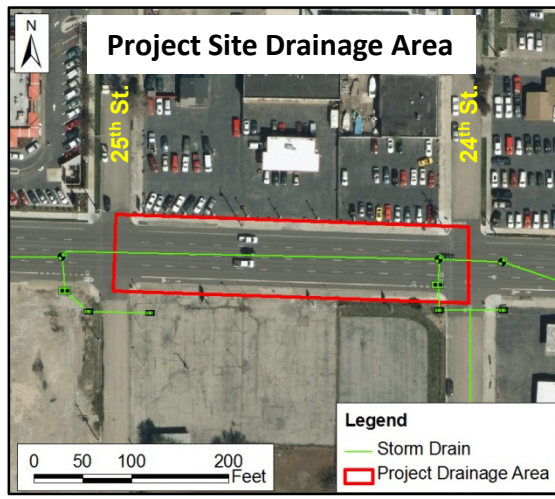 N
Project Site Drainage Area
25th St.
24th St.
Legend
Storm Drain
Project Drainage Area
0 50 100 200
Feet